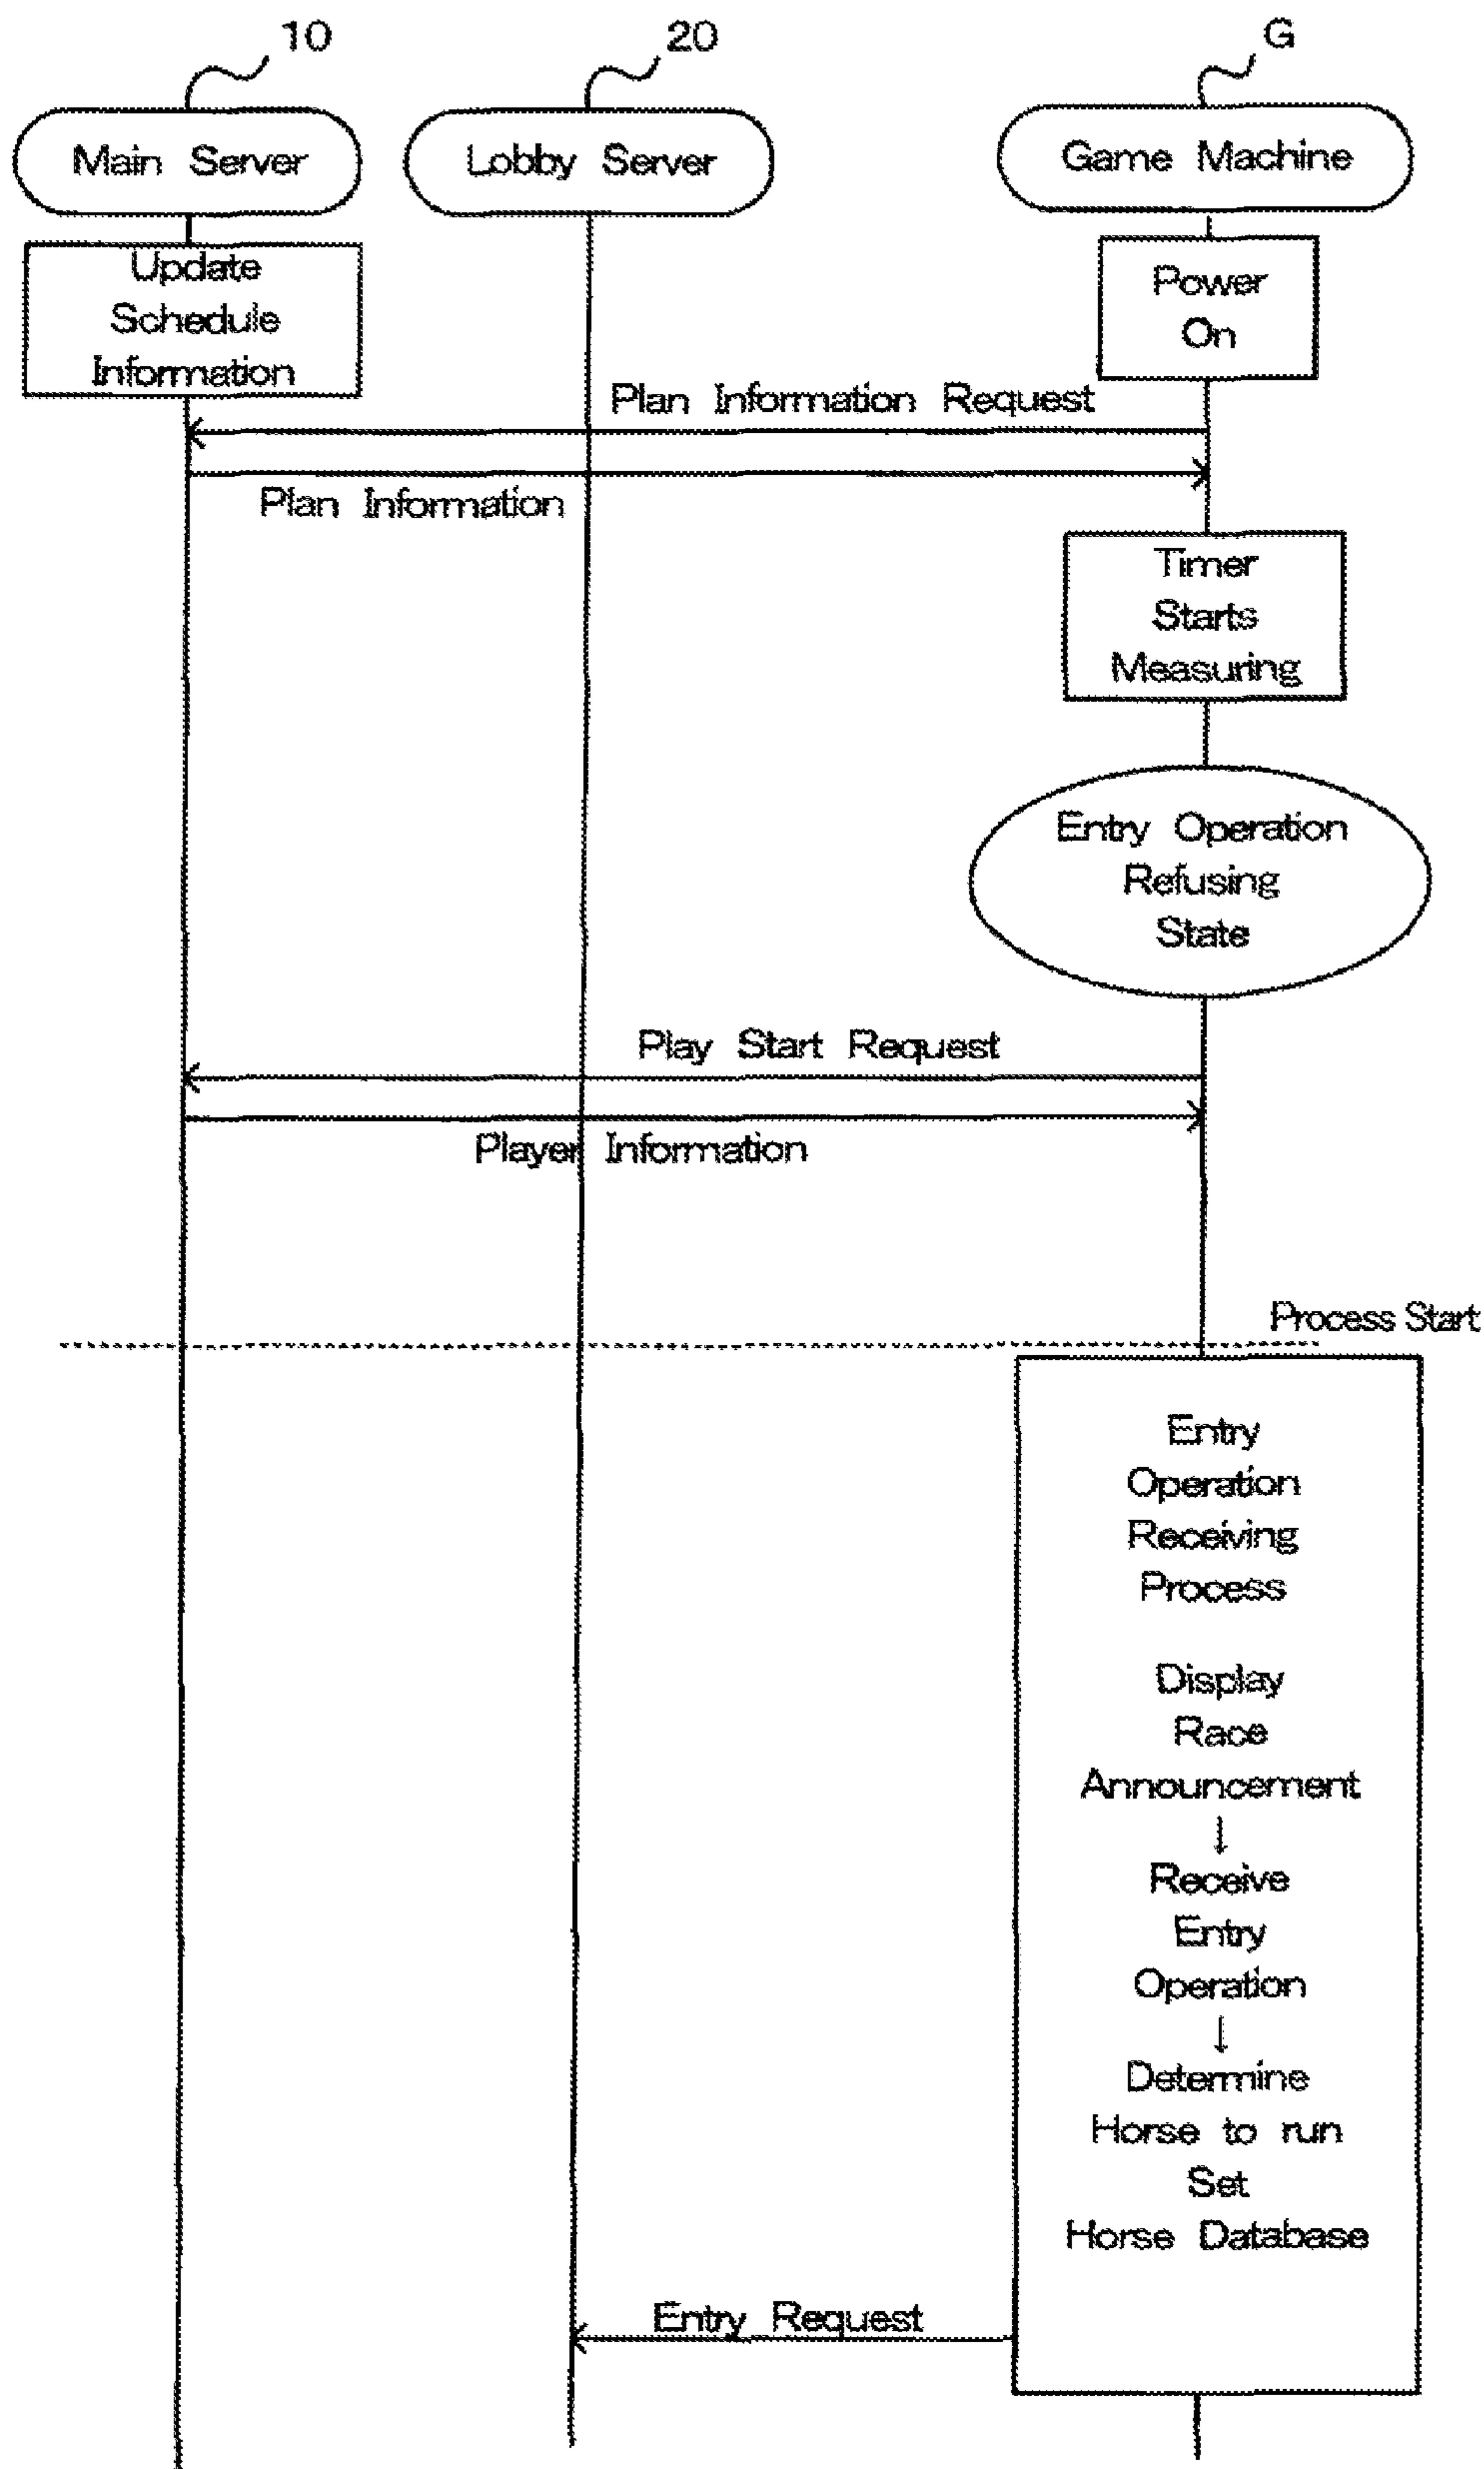 10
20
G
Main Server
Lobby Server
Game Machine
Update
Schedule
Information
Power
On
Plan Information Request
Plan Information
Timer
Starts
Measuring
Entry Operation
Refusing
State
Play Start Request
Player Information
Process Start
Entry
Operation
Receiving
Process
Display
Race
Announcement
↓
Receive
Entry
Operation
↓
Determine
Horse to run
Set
Horse Database
Entry Request